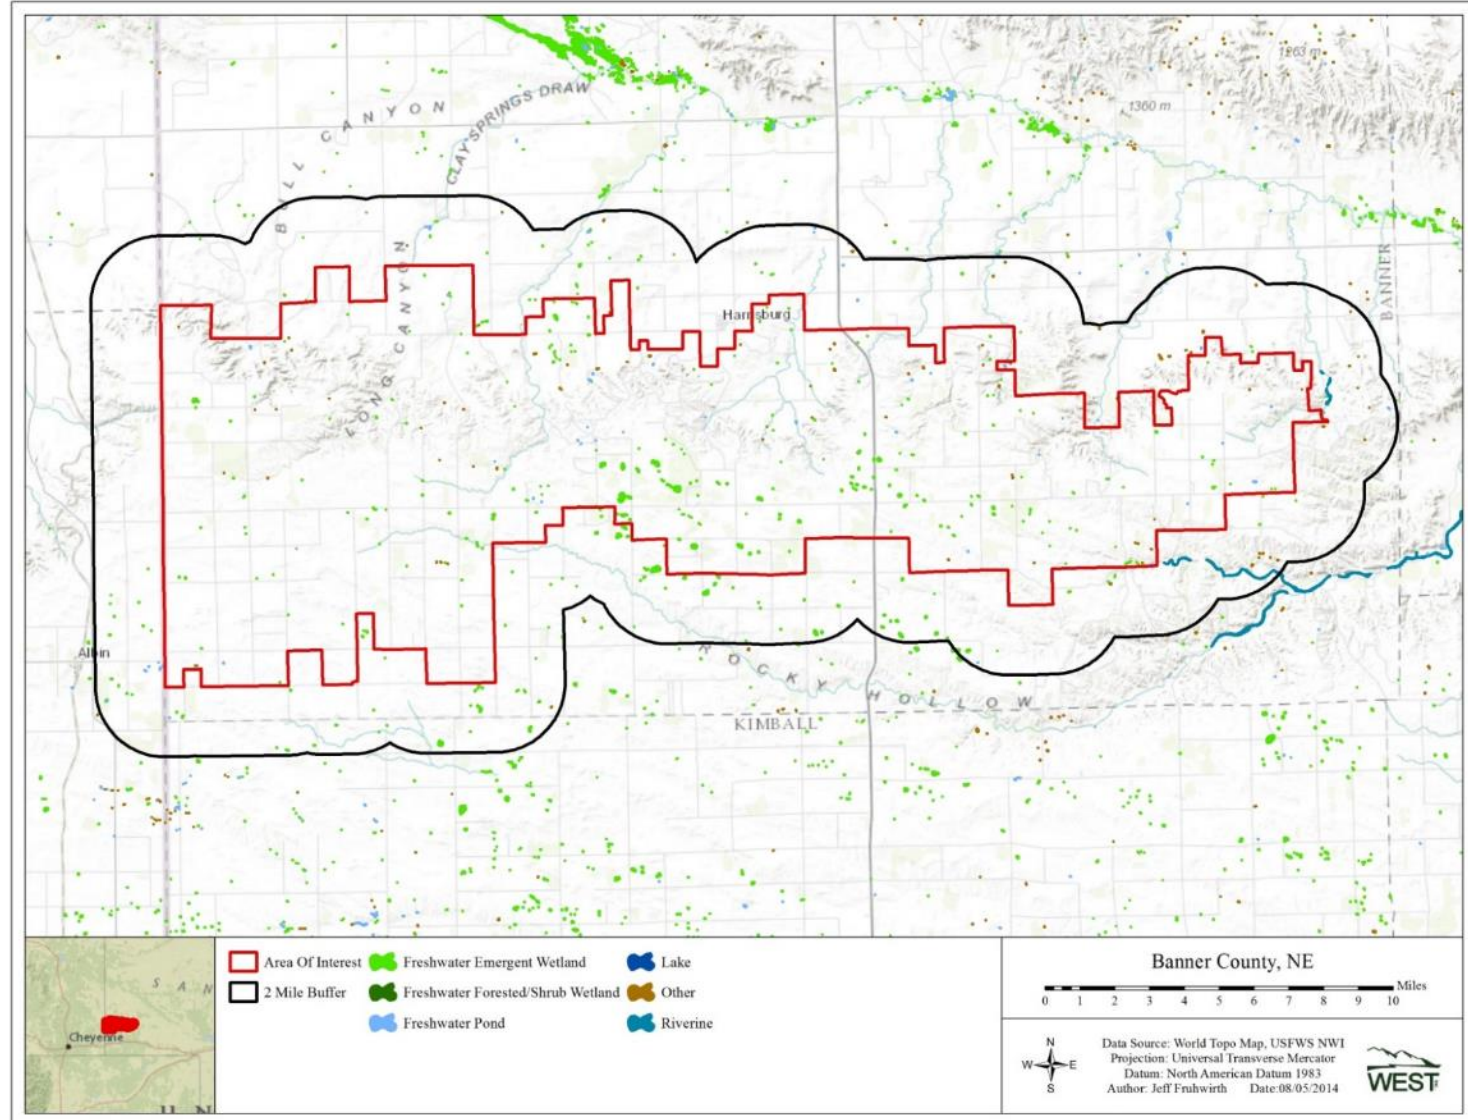 1263 m
1360 m
BULL CANYON
CLAY SPRINGS DRAW
LONG CANYON
BANNER
Harrisburg
Albin
ROCKY HOLLOW
KIMBALL
SAN
Cheyenne
Area Of Interest
2 Mile Buffer
Freshwater Emergent Wetland
Freshwater Forested/Shrub Wetland
Freshwater Pond
Lake
Other
Riverine
Banner County, NE
0 1 2 3 4 5 6 7 8 9 10
Miles
N
W E
S
Data Source: World Topo Map, USFWS NWI
Projection: Universal Transverse Mercator
Datum: North American Datum 1983
Author: Jeff Fruhwirth Date:08/05/2014
WEST